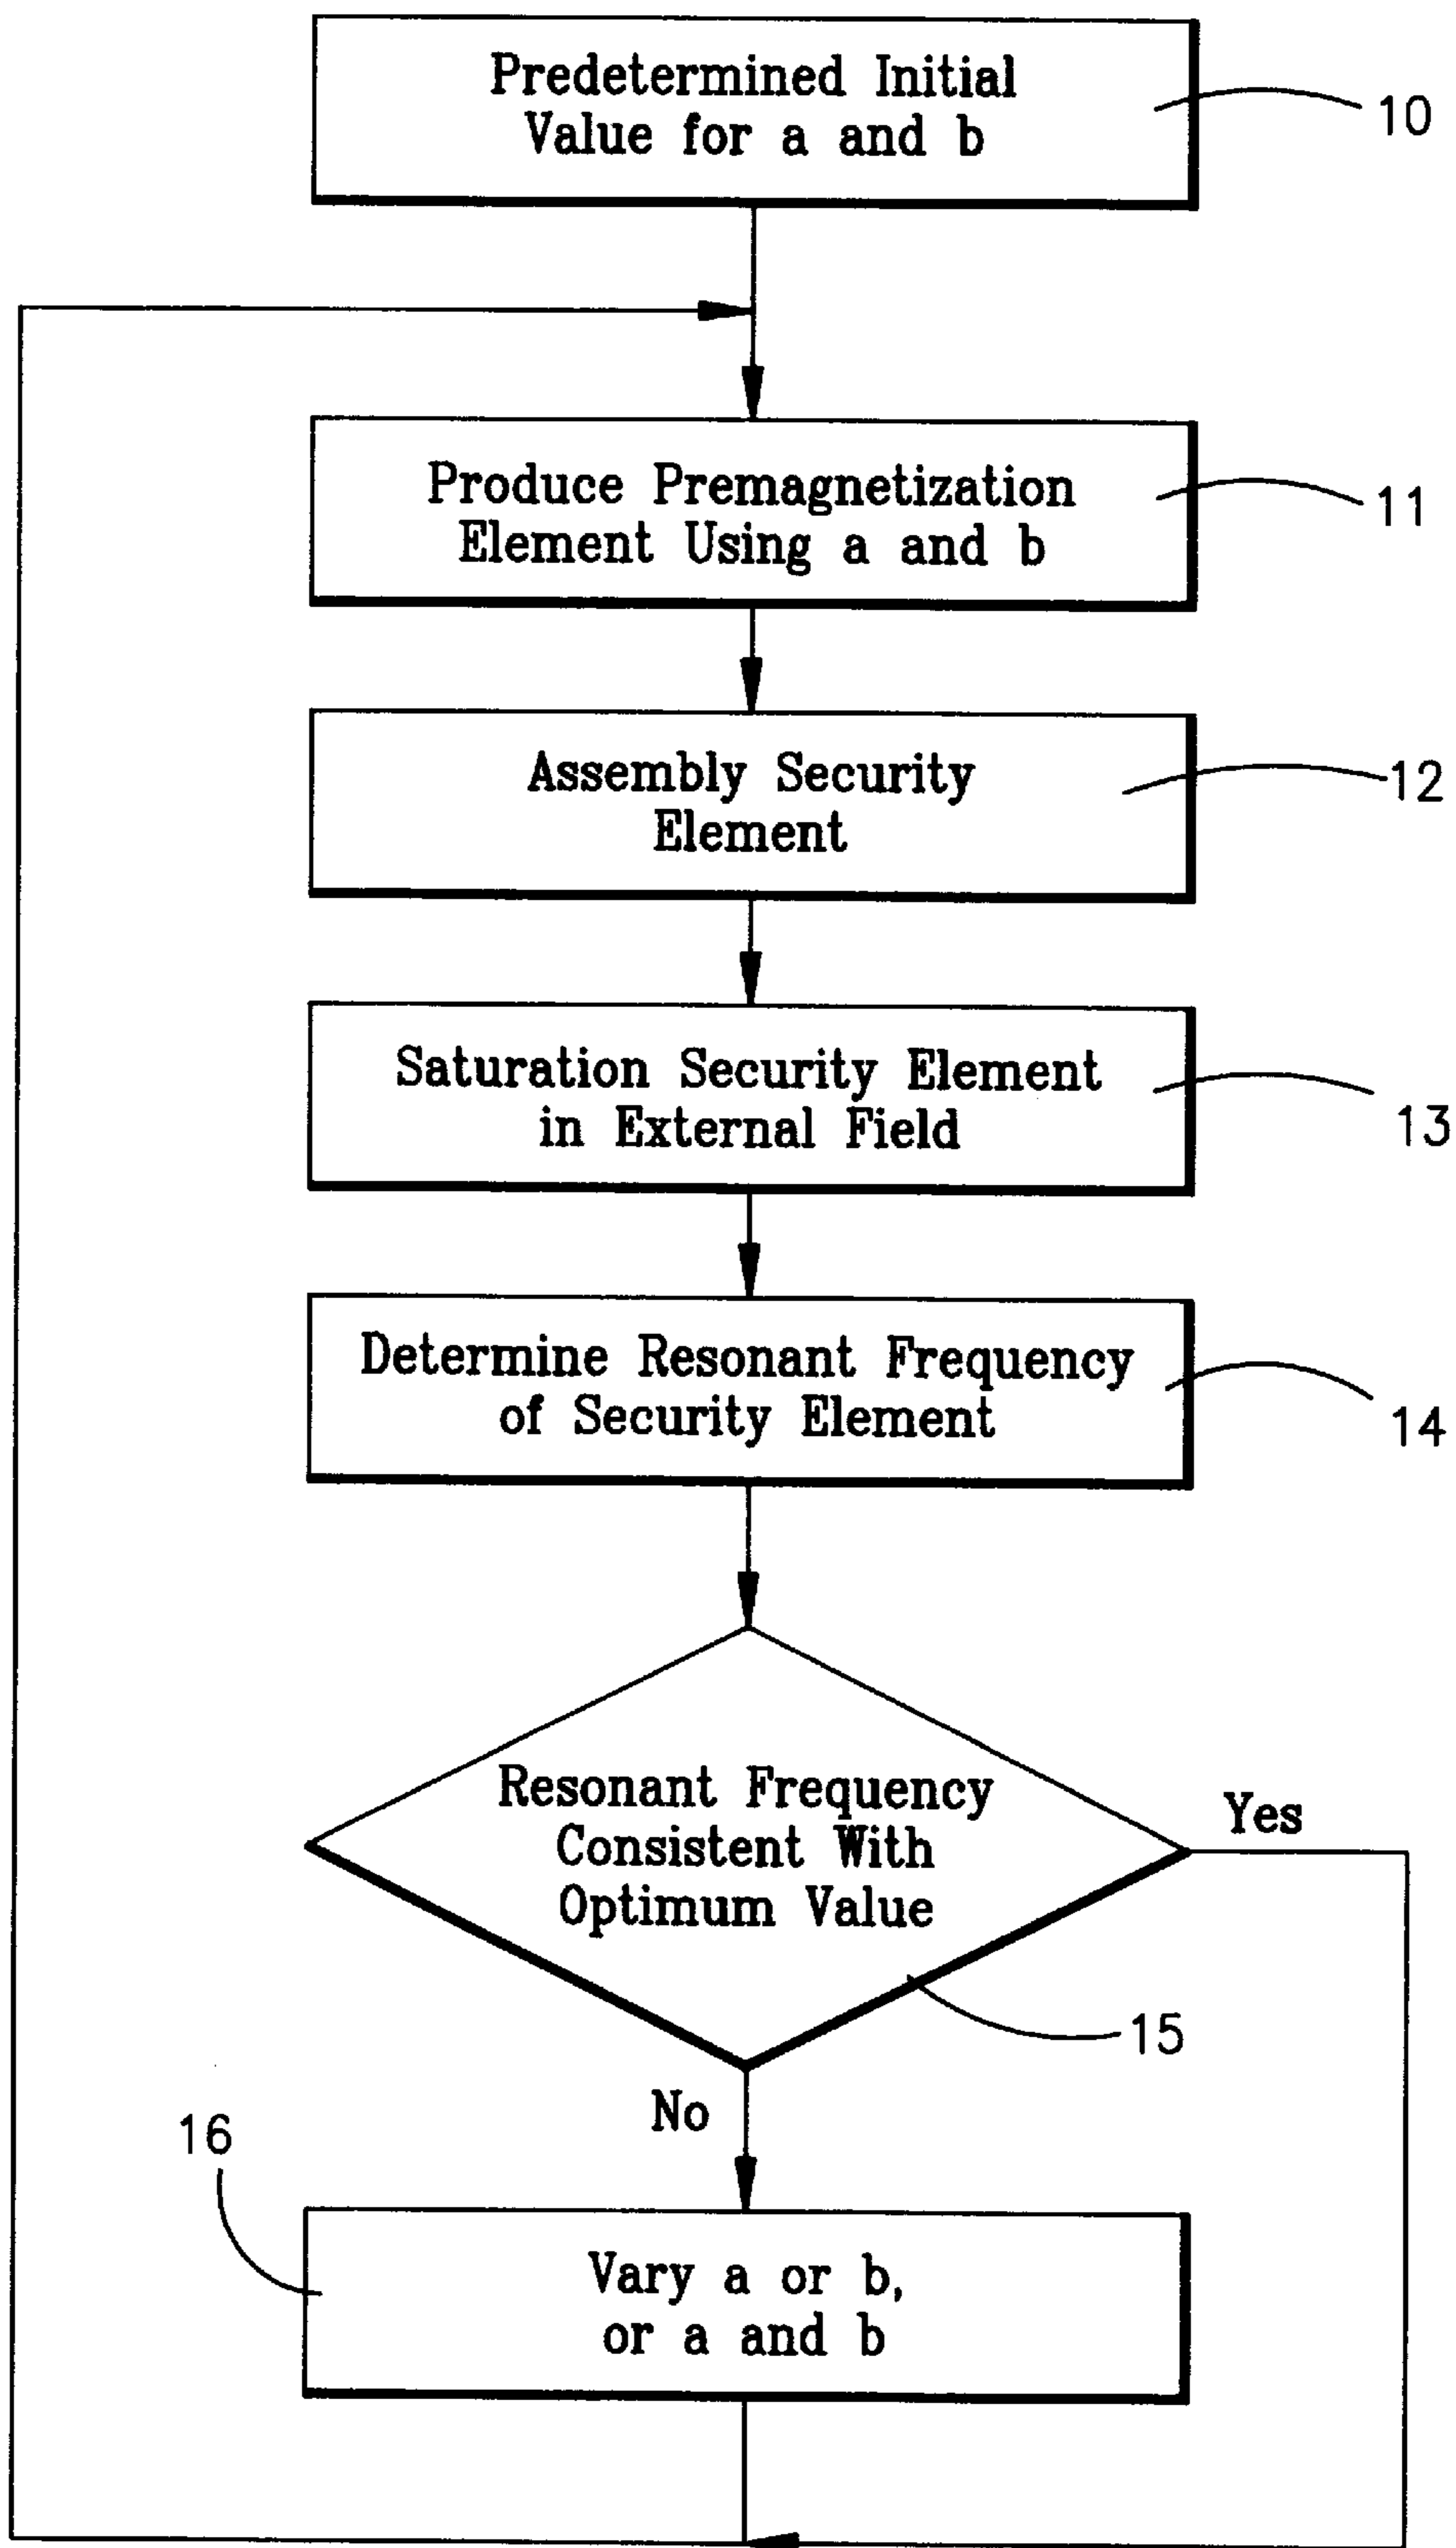 Predetermined Initial
Value for a and b
10
Produce Premagnetization
Element Using a and b
11
Assembly Security
Element
12
Saturation Security Element
in External Field
13
Determine Resonant Frequency
of Security Element
14
Resonant Frequency
Consistent With
Optimum Value
Yes
15
No
16
Vary a or b,
or a and b